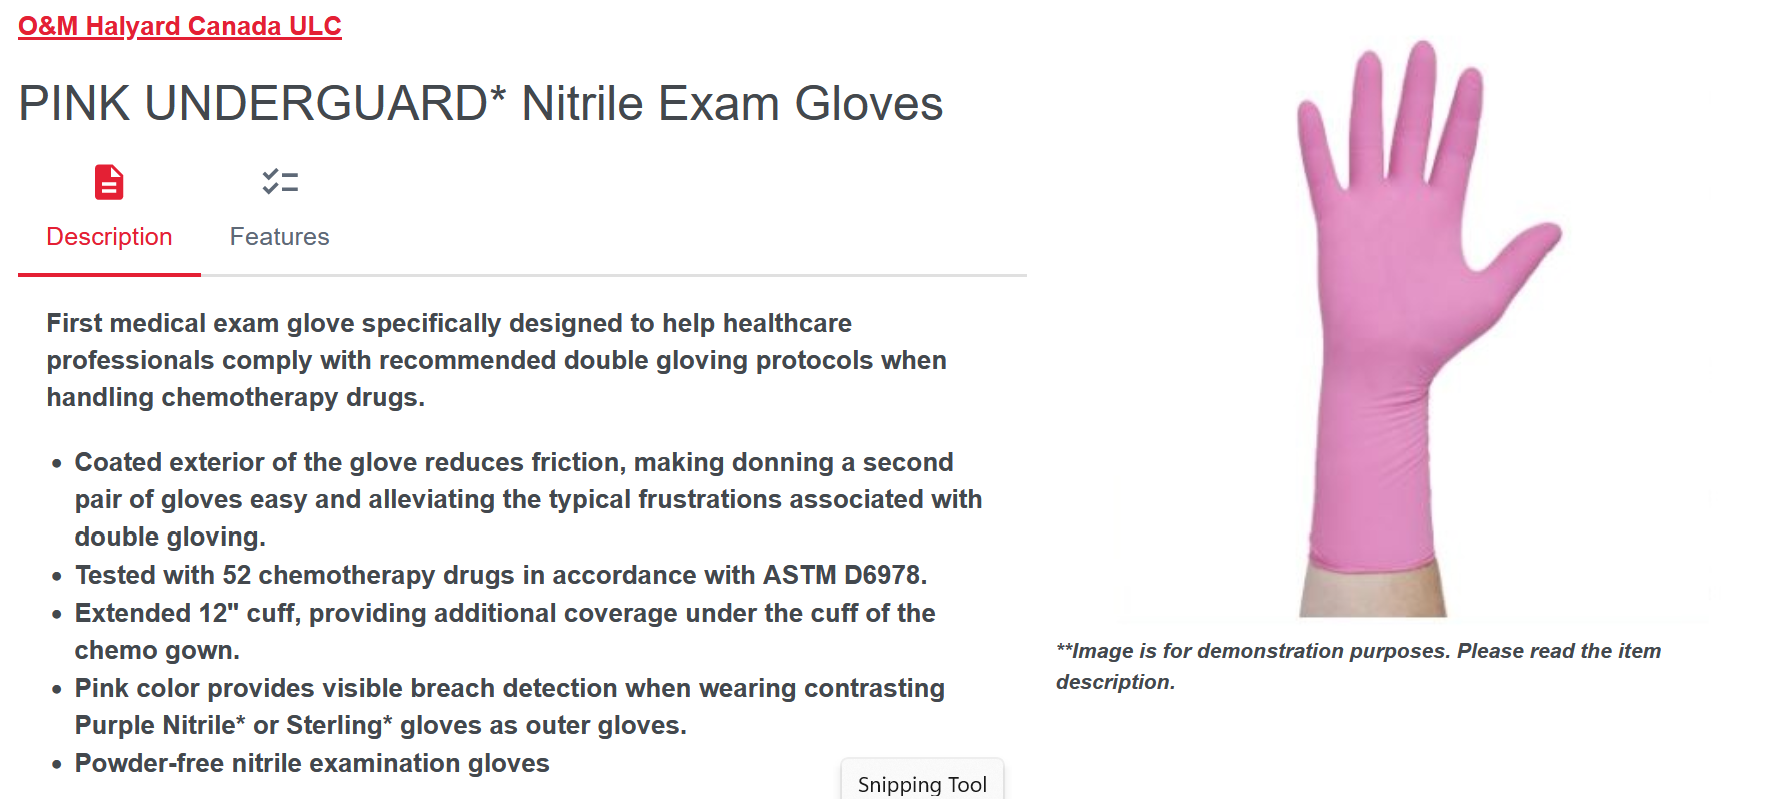 O&M Halyard Canada ULC
PINK UNDERGUARD* Nitrile Exam Gloves
Description
Features
First medical exam glove specifically designed to help healthcare
professionals comply with recommended double gloving protocols when
handling chemotherapy drugs.
• Coated exterior of the glove reduces friction, making donning a second
pair of gloves easy and alleviating the typical frustrations associated with
double gloving.
• Tested with 52 chemotherapy drugs in accordance with ASTM D6978.
• Extended 12" cuff, providing additional coverage under the cuff of the
chemo gown.
• Pink color provides visible breach detection when wearing contrasting
Purple Nitrile* or Sterling* gloves as outer gloves.
• Powder-free nitrile examination gloves
**Image is for demonstration purposes. Please read the item
description.
Snipping Tool